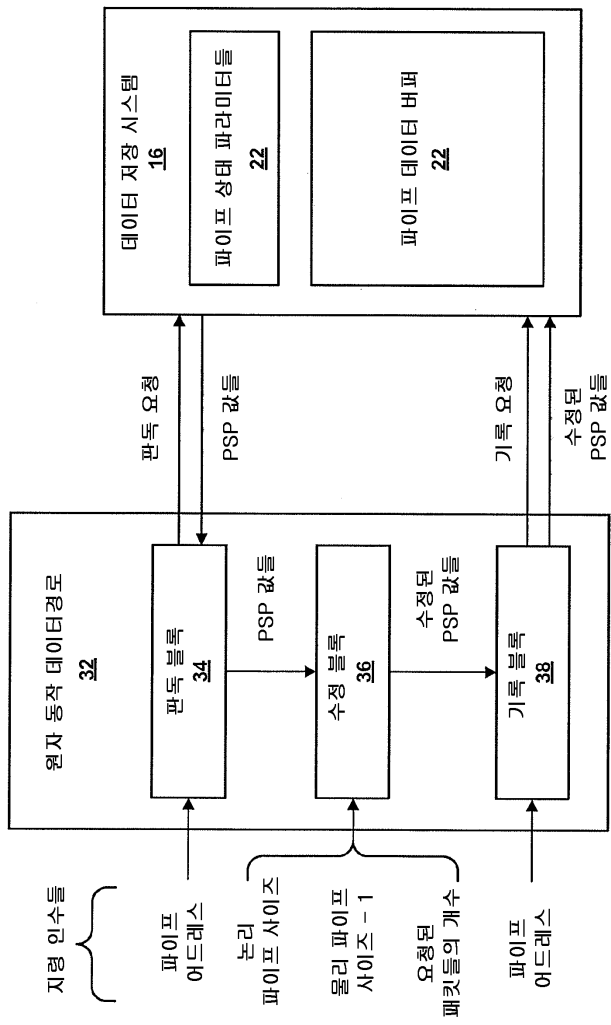 지령 인수들
파이프
어드레스
논리
파이프 사이즈
물리 파이프
사이즈 - 1
요청된
패킷들의 개수
파이프
어드레스
원자 동작 데이터경로
32
판독 블록
34
PSP 값들
수정 블록
36
수정된
PSP 값들
기록 블록
38
판독 요청
PSP 값들
기록 요청
수정된
PSP 값들
데이터 저장 시스템
16
파이프 상태 파라미터들
22
파이프 데이터 버퍼
22